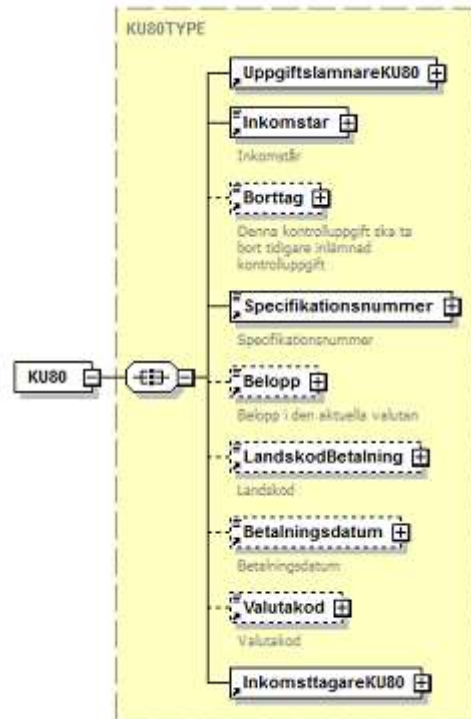 KU80TYPE
UppgiftslamnareKU80
Inkomstar
Inkomstår
Borttag
Denna kontrolluppgift ska ta
bort tidigare inlämnad
kontrolluppgift
Specifikationsnummer
Specifikationsnummer
KU80
Belopp
Belopp i den aktuella valutan
LandskodBetalning
Landskod
Betalningsdatum
Betalningsdatum
Valutakod
Valutakod
InkomsttagareKU80